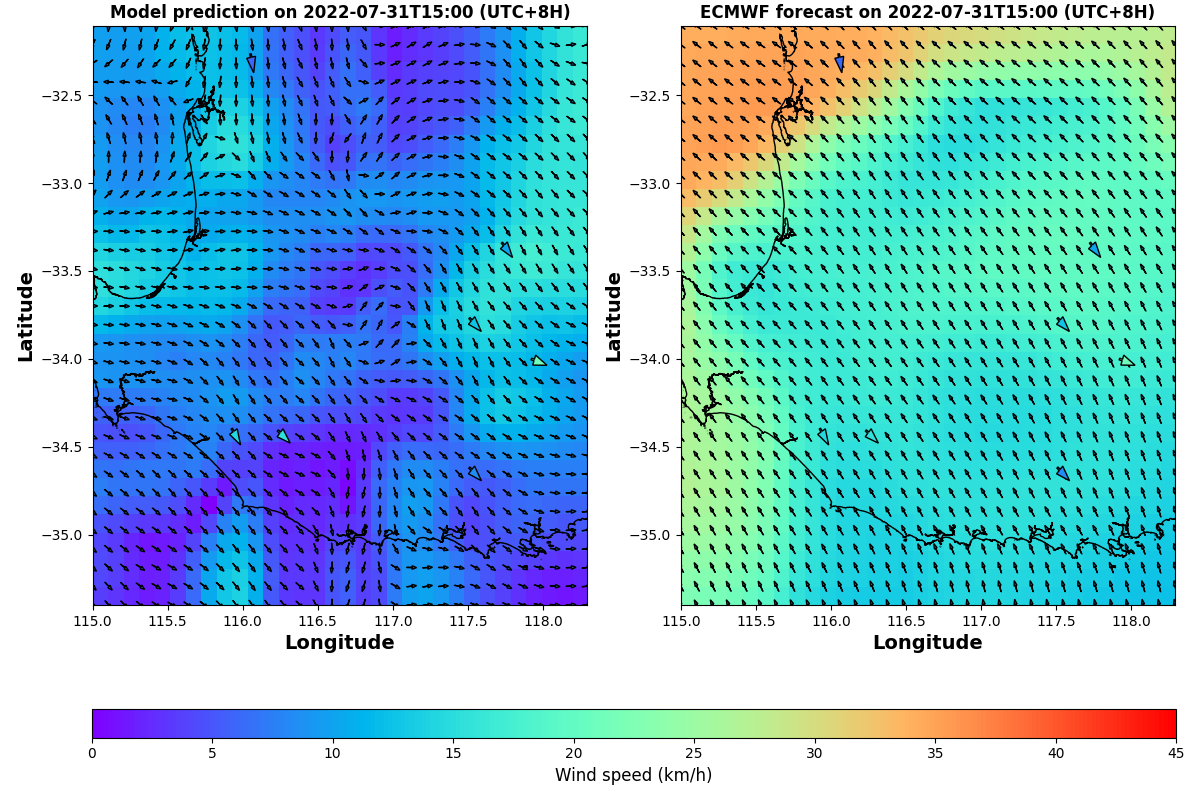 Model prediction on 2022-07-31T15:00 (UTC+8H)
ECMWF forecast on 2022-07-31T15:00 (UTC+8H)
−32.5
−33.0
−33.5
−34.0
−34.5
−35.0
Latitude
115.0 115.5 116.0 116.5 117.0 117.5 118.0
Longitude
−32.5
−33.0
−33.5
−34.0
−34.5
−35.0
Latitude
115.0 115.5 116.0 116.5 117.0 117.5 118.0
Longitude
0 5 10 15 20 25 30 35 40 45
Wind speed (km/h)